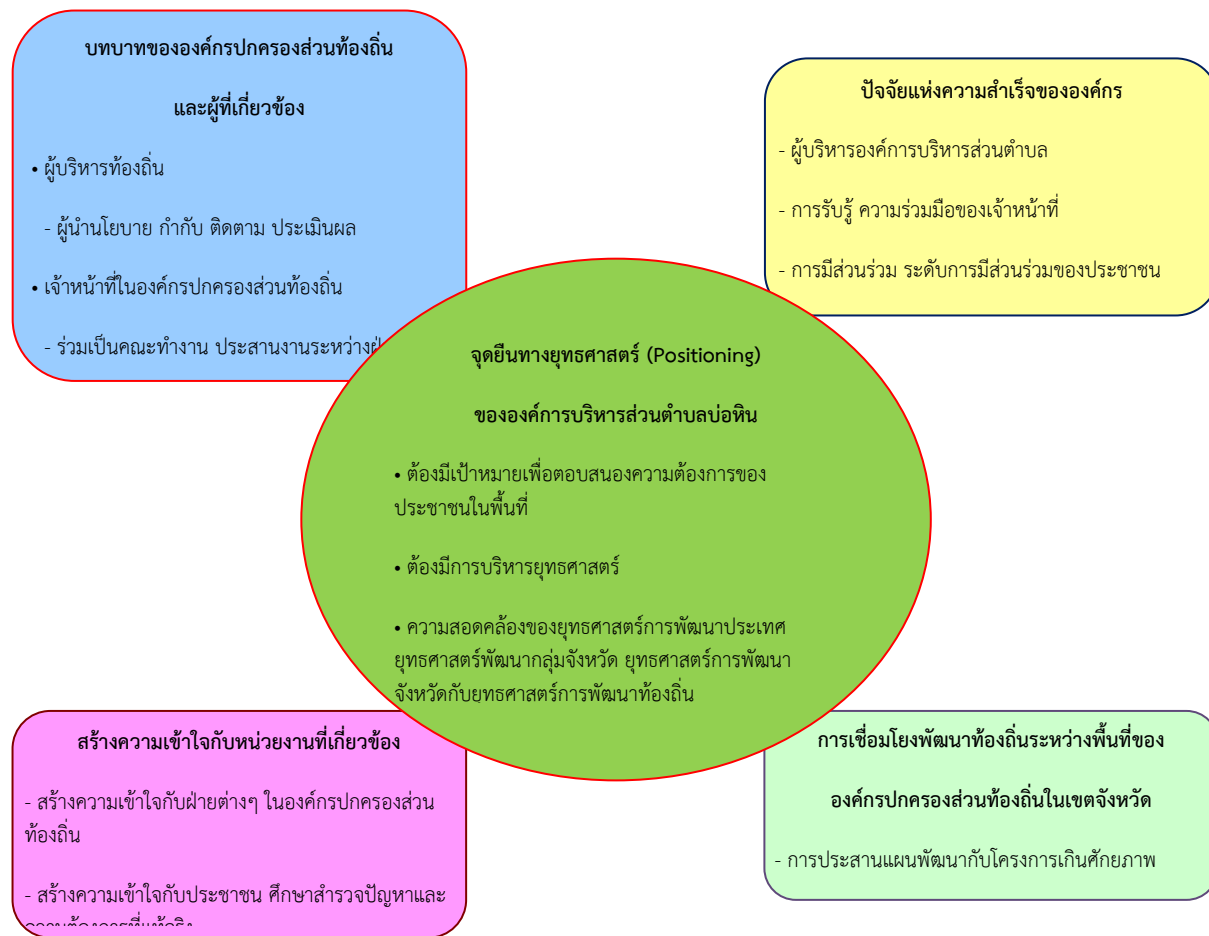 บทบาทขององค์กรปกครองส่วนท้องถิ่น
และผู้ที่เกี่ยวข้อง
• ผู้บริหารท้องถิ่น
- ผู้นำนโยบาย กำกับ ติดตาม ประเมินผล
• เจ้าหน้าที่ในองค์กรปกครองส่วนท้องถิ่น
- ร่วมเป็นคณะทำงาน ประสานงานระหว่าง
ปัจจัยแห่งความสำเร็จขององค์กร
- ผู้บริหารองค์การบริหารส่วนตำบล
- การรับรู้ ความร่วมมือของเจ้าหน้าที่
- การมีส่วนร่วม ระดับการมีส่วนร่วมของประชาชน
จุดยืนทางยุทธศาสตร์ (Positioning)
ขององค์การบริหารส่วนตำบลบ่อหิน
• ต้องมีเป้าหมายเพื่อตอบสนองความต้องการของ
ประชาชนในพื้นที่
• ต้องมีการบริหารยุทธศาสตร์
• ความสอดคล้องของยุทธศาสตร์การพัฒนาประเทศ
ยุทธศาสตร์พัฒนากลุ่มจังหวัด ยุทธศาสตร์การพัฒนา
จังหวัดกับยุทธศาสตร์การพัฒนาท้องถิ่น
สร้างความเข้าใจกับหน่วยงานที่เกี่ยวข้อง
- สร้างความเข้าใจกับฝ่ายต่างๆ ในองค์กรปกครองส่วน
ท้องถิ่น
- สร้างความเข้าใจกับประชาชน ศึกษาสำรวจปัญหาและ
การเชื่อมโยงพัฒนาท้องถิ่นระหว่างพื้นที่ของ
องค์กรปกครองส่วนท้องถิ่นในเขตจังหวัด
- การประสานแผนพัฒนากับโครงการเกินศักยภาพ